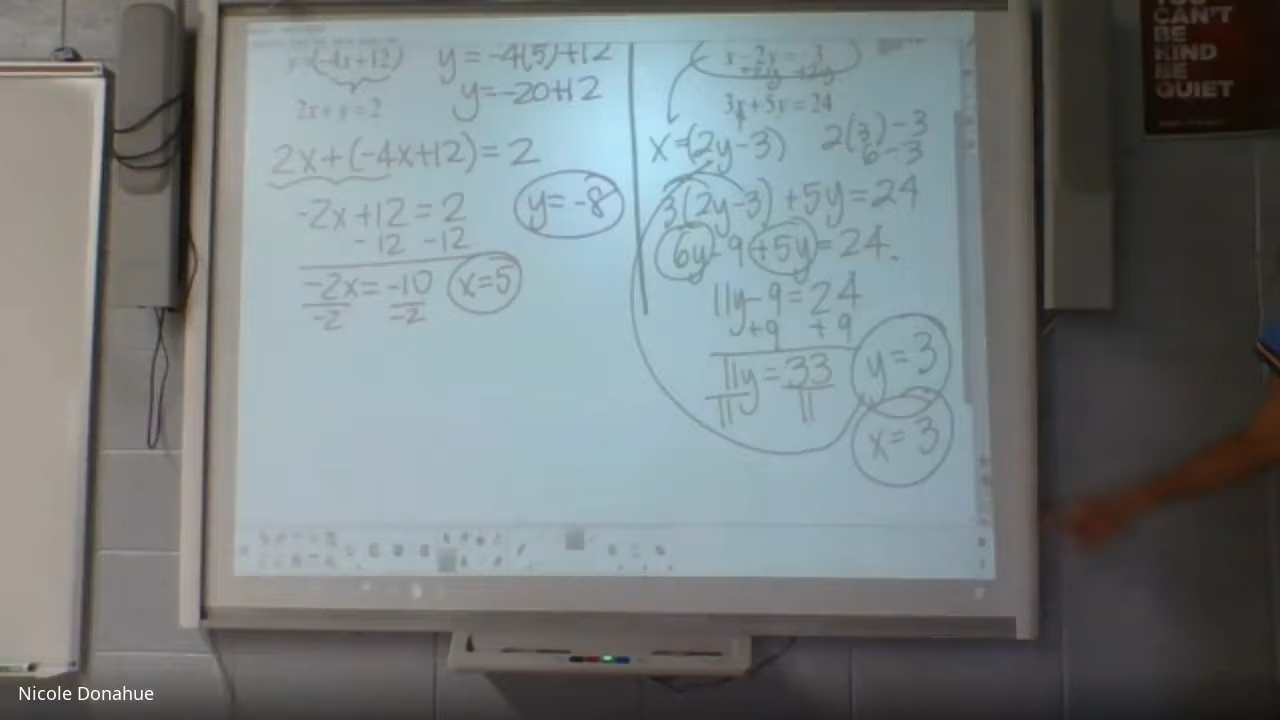 y=(-4x+12)
2x+y=2
y=-4(5)+12
y=-20+12
2x+(-4x+12)=2
-2x+12=2
-12 -12
-2x=-10
-2 -2
x=5
y=-8
x-2y=-3
+2y +2y
3x+5y=24
x=(2y-3)
2(3)-3
6-3
3(2y-3)+5y=24
6y-9+5y=24.
11y-9=24
+9 +9
11y=33
11 11
y=3
x=3
CAN'T
BE
KIND
BE
QUIET
Nicole Donahue